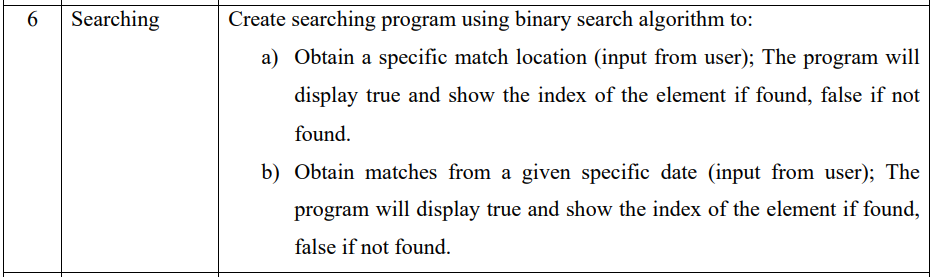 6 Searching Create searching program using binary search algorithm to:
a) Obtain a specific match location (input from user); The program will
display true and show the index of the element if found, false if not
found.
b) Obtain matches from a given specific date (input from user); The
program will display true and show the index of the element if found,
false if not found.